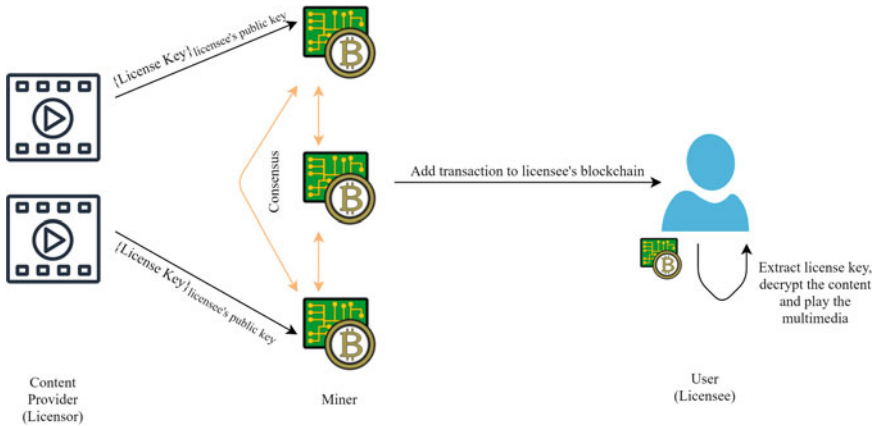 {License Key}licensee's public key
Consensus
Add transaction to licensee's blockchain
{License Key}licensee's public key
Extract license key,
decrypt the content
and play the
multimedia
Content
Provider
(Licensor)
Miner
User
(Licensee)